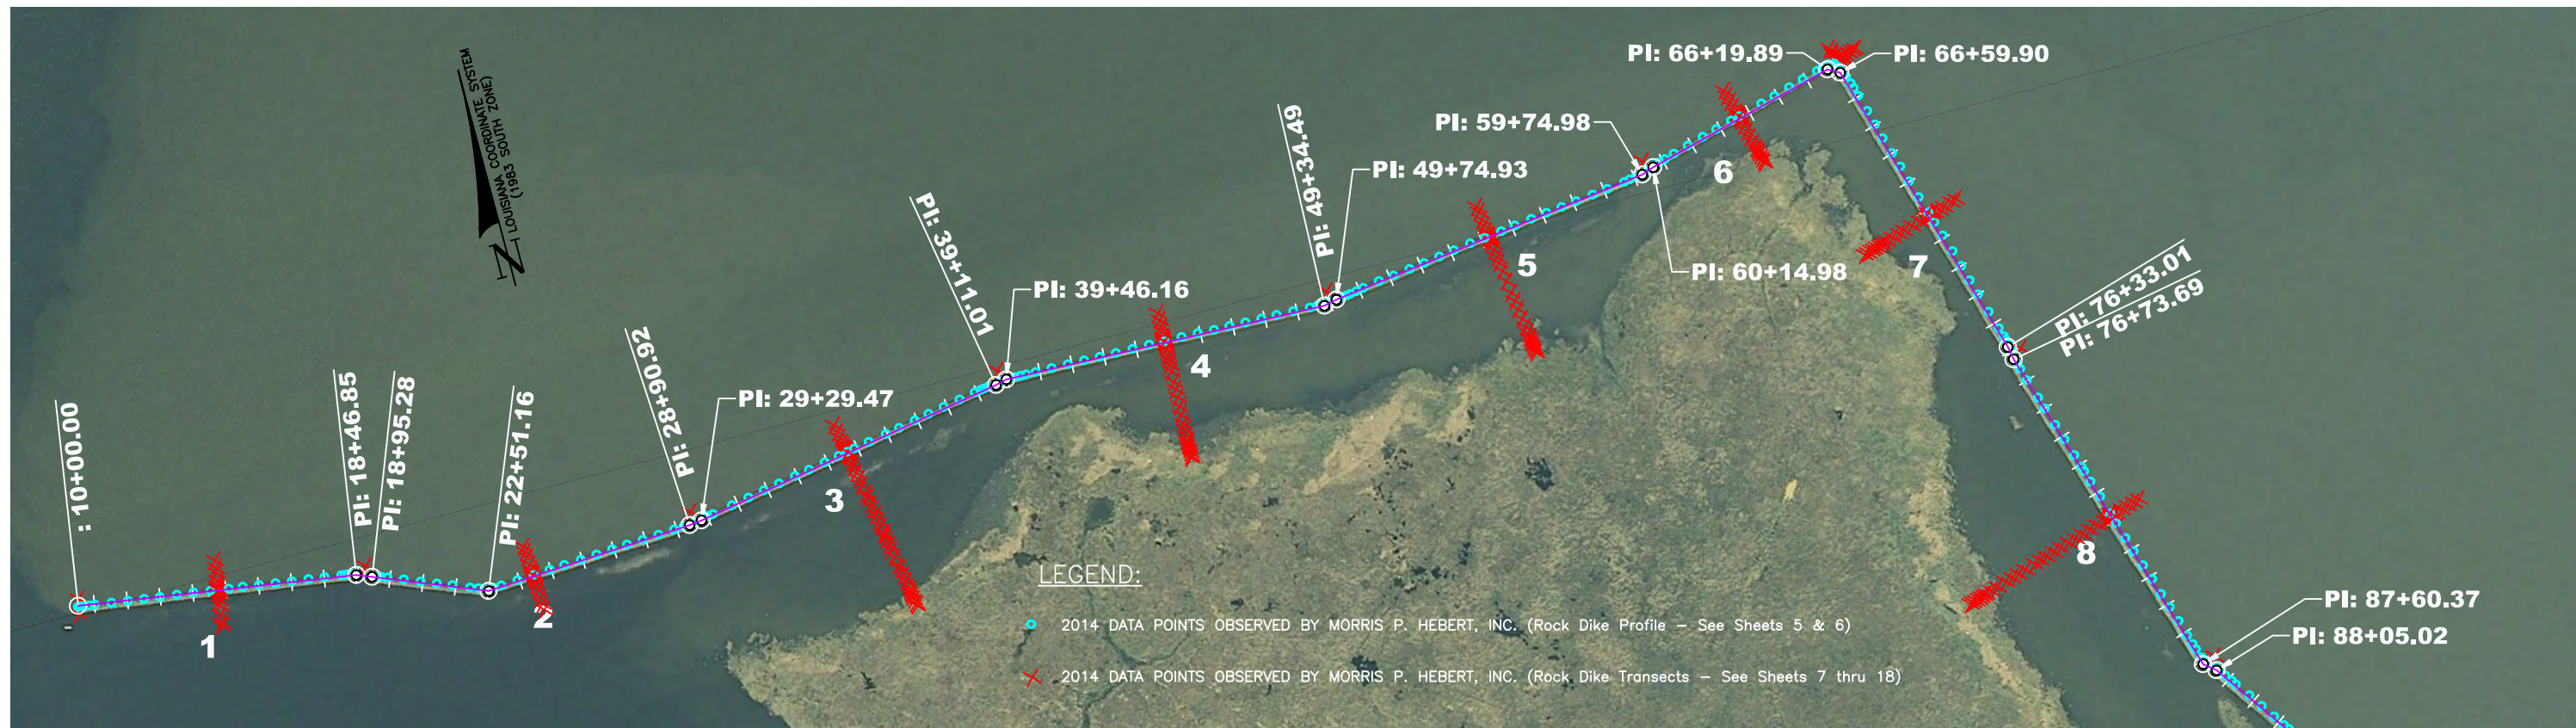 LOUISIANA COORDINATE SYSTEM
(1983 SOUTH ZONE)
N
: 10+00.00
PI: 18+46.85
PI: 18+95.28
PI: 22+51.16
PI: 28+90.92
PI: 29+29.47
PI: 39+11.01
PI: 39+46.16
PI: 49+34.49
PI: 49+74.93
PI: 59+74.98
PI: 60+14.98
PI: 66+19.89
PI: 66+59.90
PI: 76+33.01
PI: 76+73.69
PI: 87+60.37
PI: 88+05.02
1
2
3
4
5
6
7
8
LEGEND:
2014 DATA POINTS OBSERVED BY MORRIS P. HEBERT, INC. (Rock Dike Profile – See Sheets 5 & 6)
2014 DATA POINTS OBSERVED BY MORRIS P. HEBERT, INC. (Rock Dike Transects – See Sheets 7 thru 18)